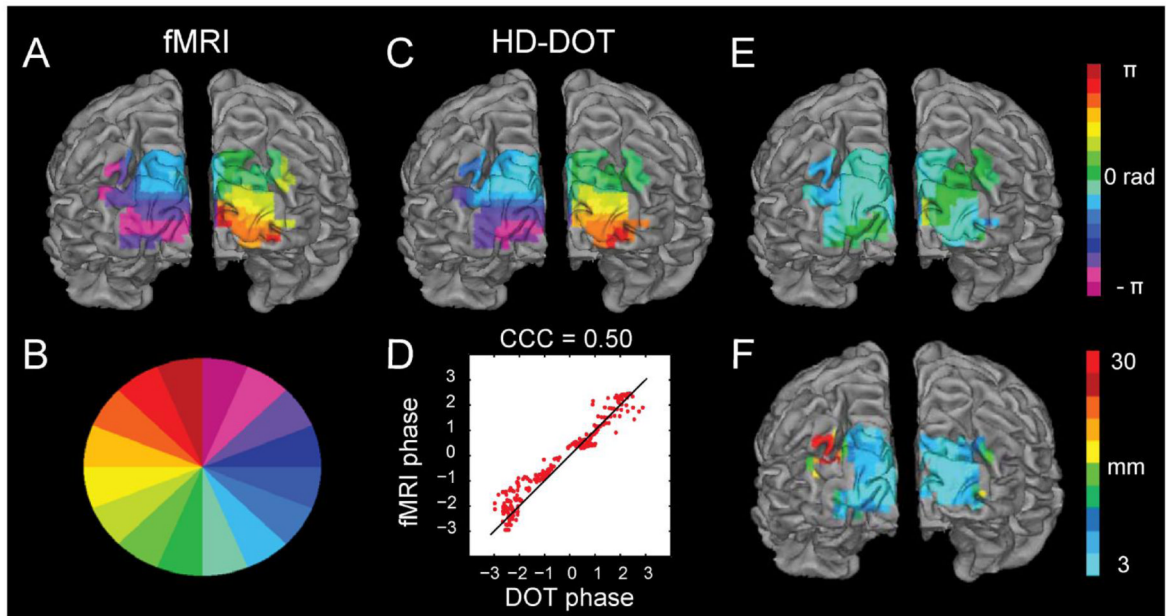 A fMRI C HD-DOT E
π
0 rad
- π
B
D CCC = 0.50
fMRI phase
3
2
1
0
−1
−2
−3
−3 −2 −1 0 1 2 3
DOT phase
F
30
mm
3